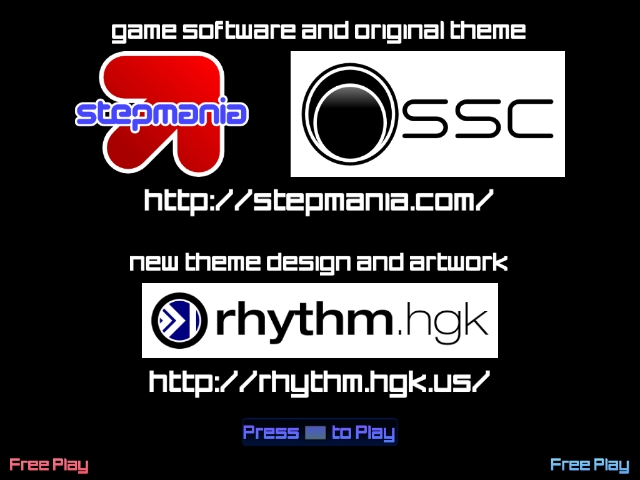 game software and original theme
stepmania
SSC
http://stepmania.com/
new theme design and artwork
rhythm.hgk
http://rhythm.hgk.us/
Press to Play
Free Play
Free Play